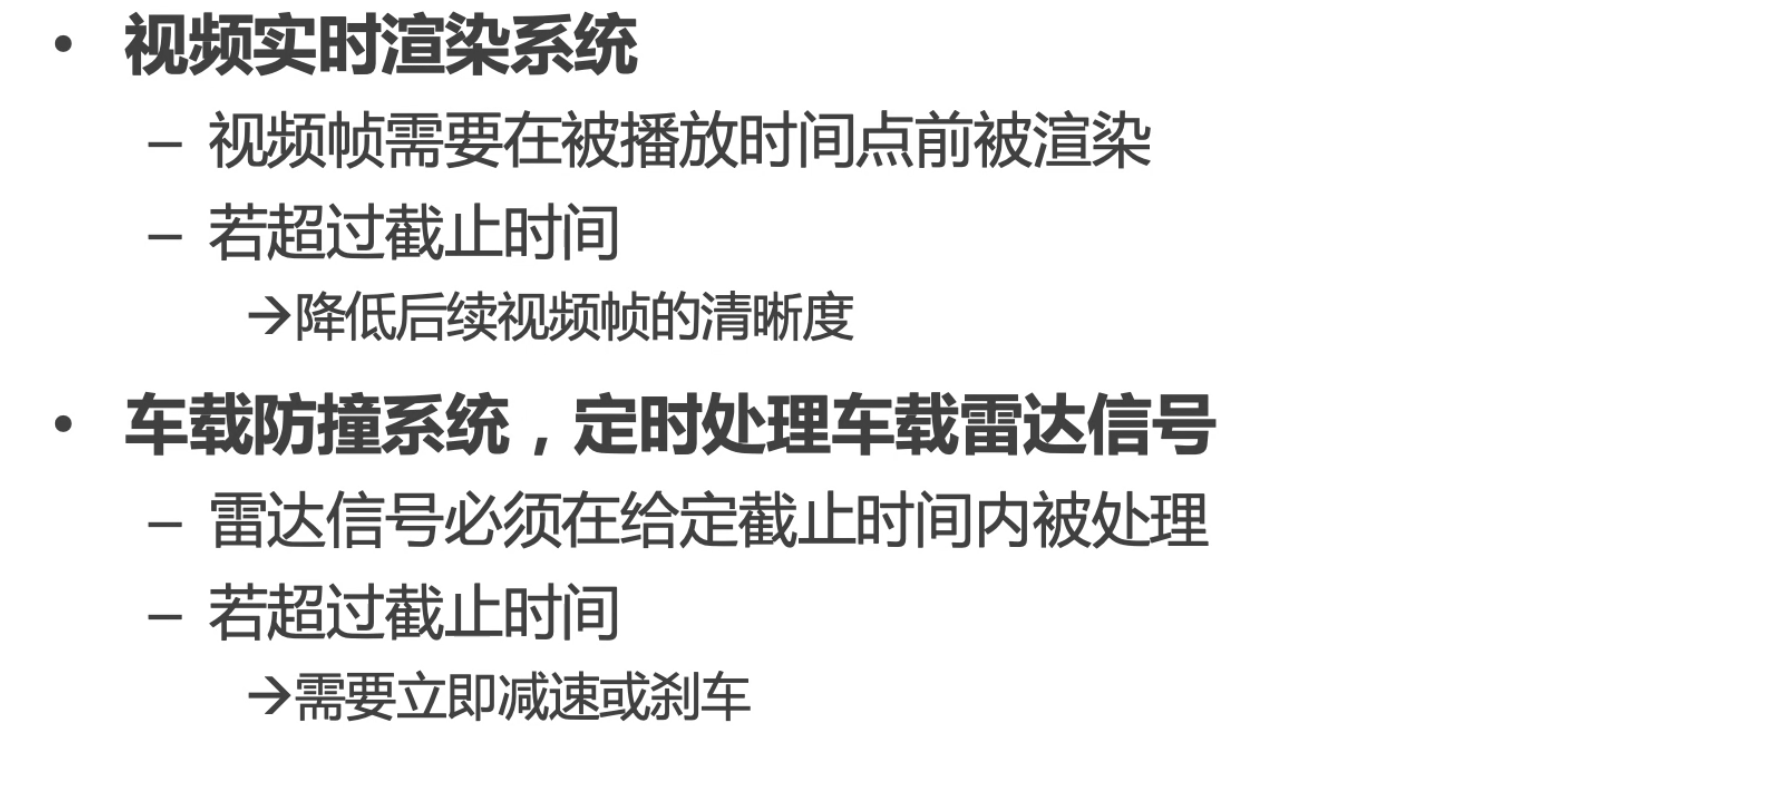 • 视频实时渲染系统
– 视频帧需要在被播放时间点前被渲染
– 若超过截止时间
→降低后续视频帧的清晰度
• 车载防撞系统，定时处理车载雷达信号
– 雷达信号必须在给定截止时间内被处理
– 若超过截止时间
→需要立即减速或刹车